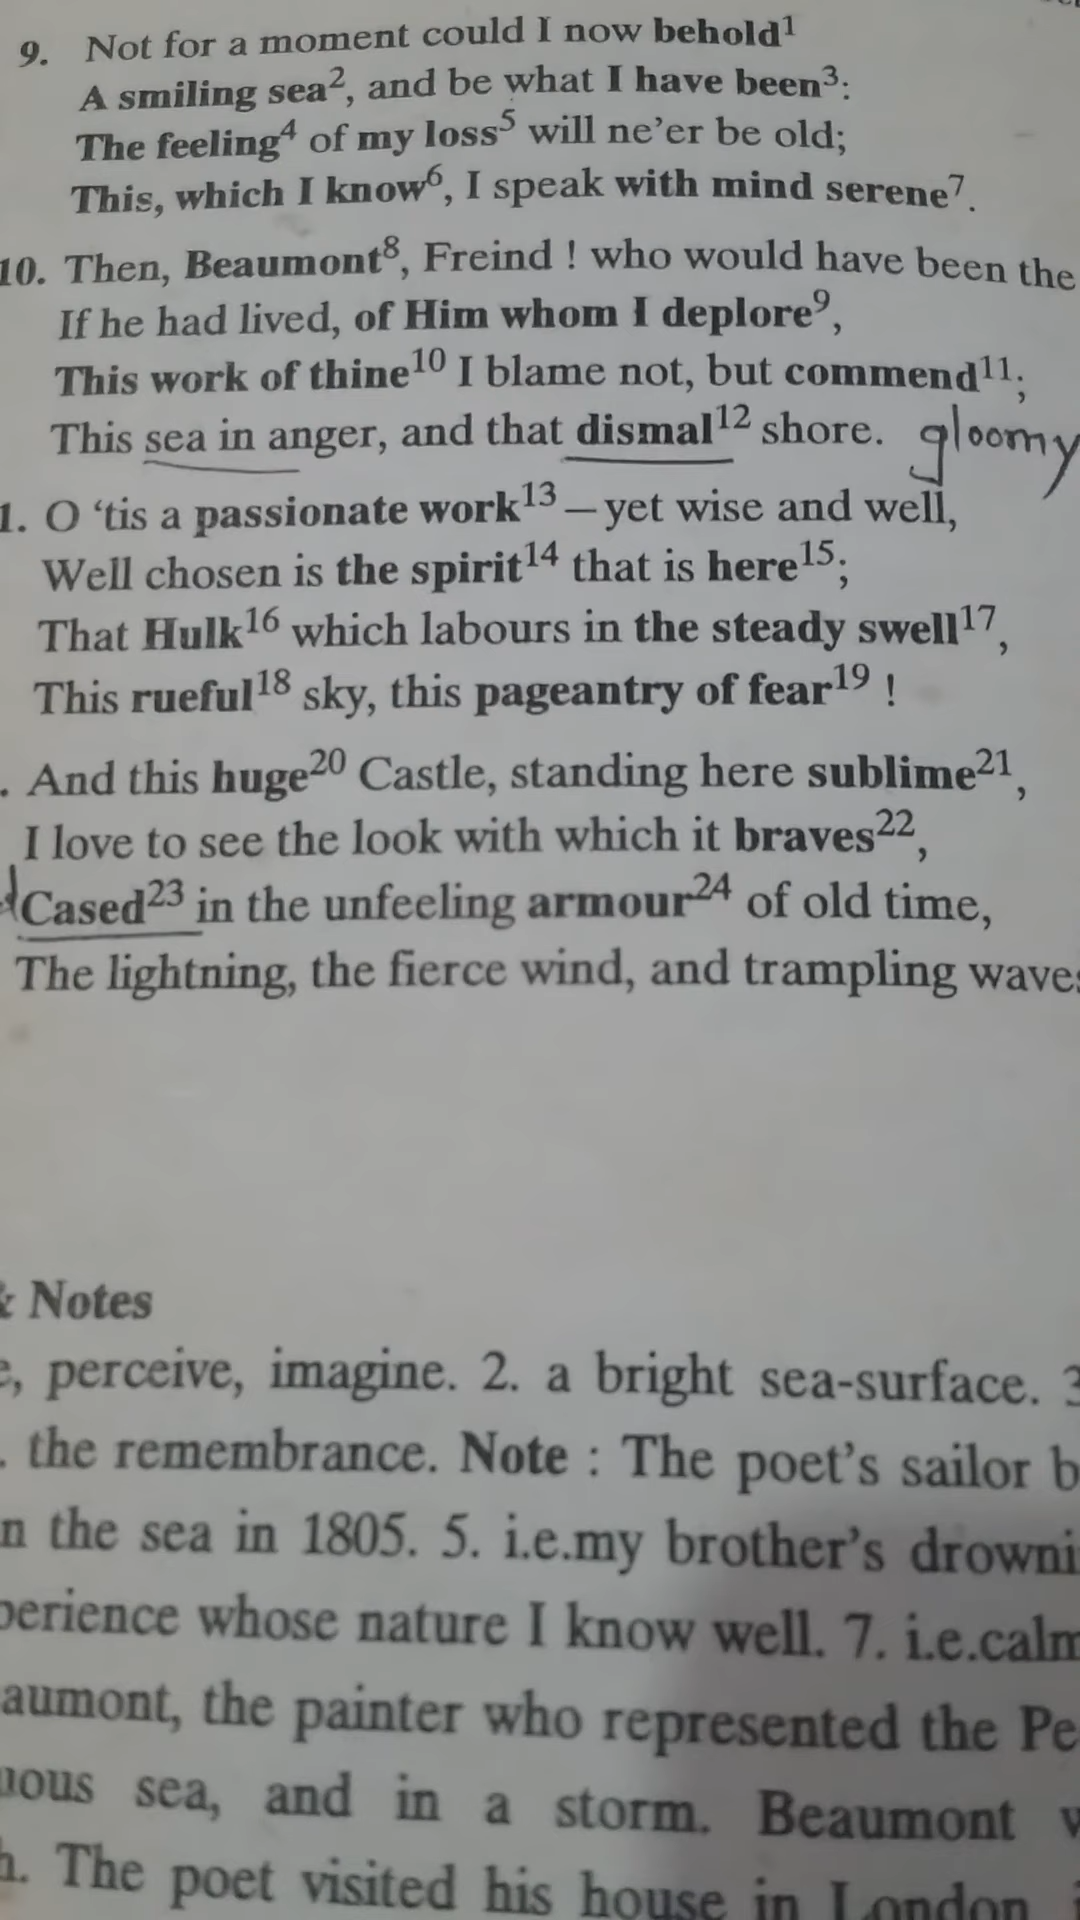 9. Not for a moment could I now behold1
A smiling sea2, and be what I have been3:
The feeling4 of my loss5 will ne'er be old;
This, which I know6, I speak with mind serene7.
10. Then, Beaumont8, Freind ! who would have been the
If he had lived, of Him whom I deplore9,
This work of thine10 I blame not, but commend11;
This sea in anger, and that dismal12 shore. gloomy
1. O 'tis a passionate work13 – yet wise and well,
Well chosen is the spirit14 that is here15;
That Hulk16 which labours in the steady swell17,
This rueful18 sky, this pageantry of fear19 !
. And this huge20 Castle, standing here sublime21,
I love to see the look with which it braves22,
Cased23 in the unfeeling armour24 of old time,
The lightning, the fierce wind, and trampling waves
& Notes
perceive, imagine. 2. a bright sea-surface. 3
. the remembrance. Note : The poet's sailor b
n the sea in 1805. 5. i.e.my brother's drowni
perience whose nature I know well. 7. i.e.calm
aumont, the painter who represented the Pe
uous sea, and in a storm. Beaumont
h. The poet visited his house in London